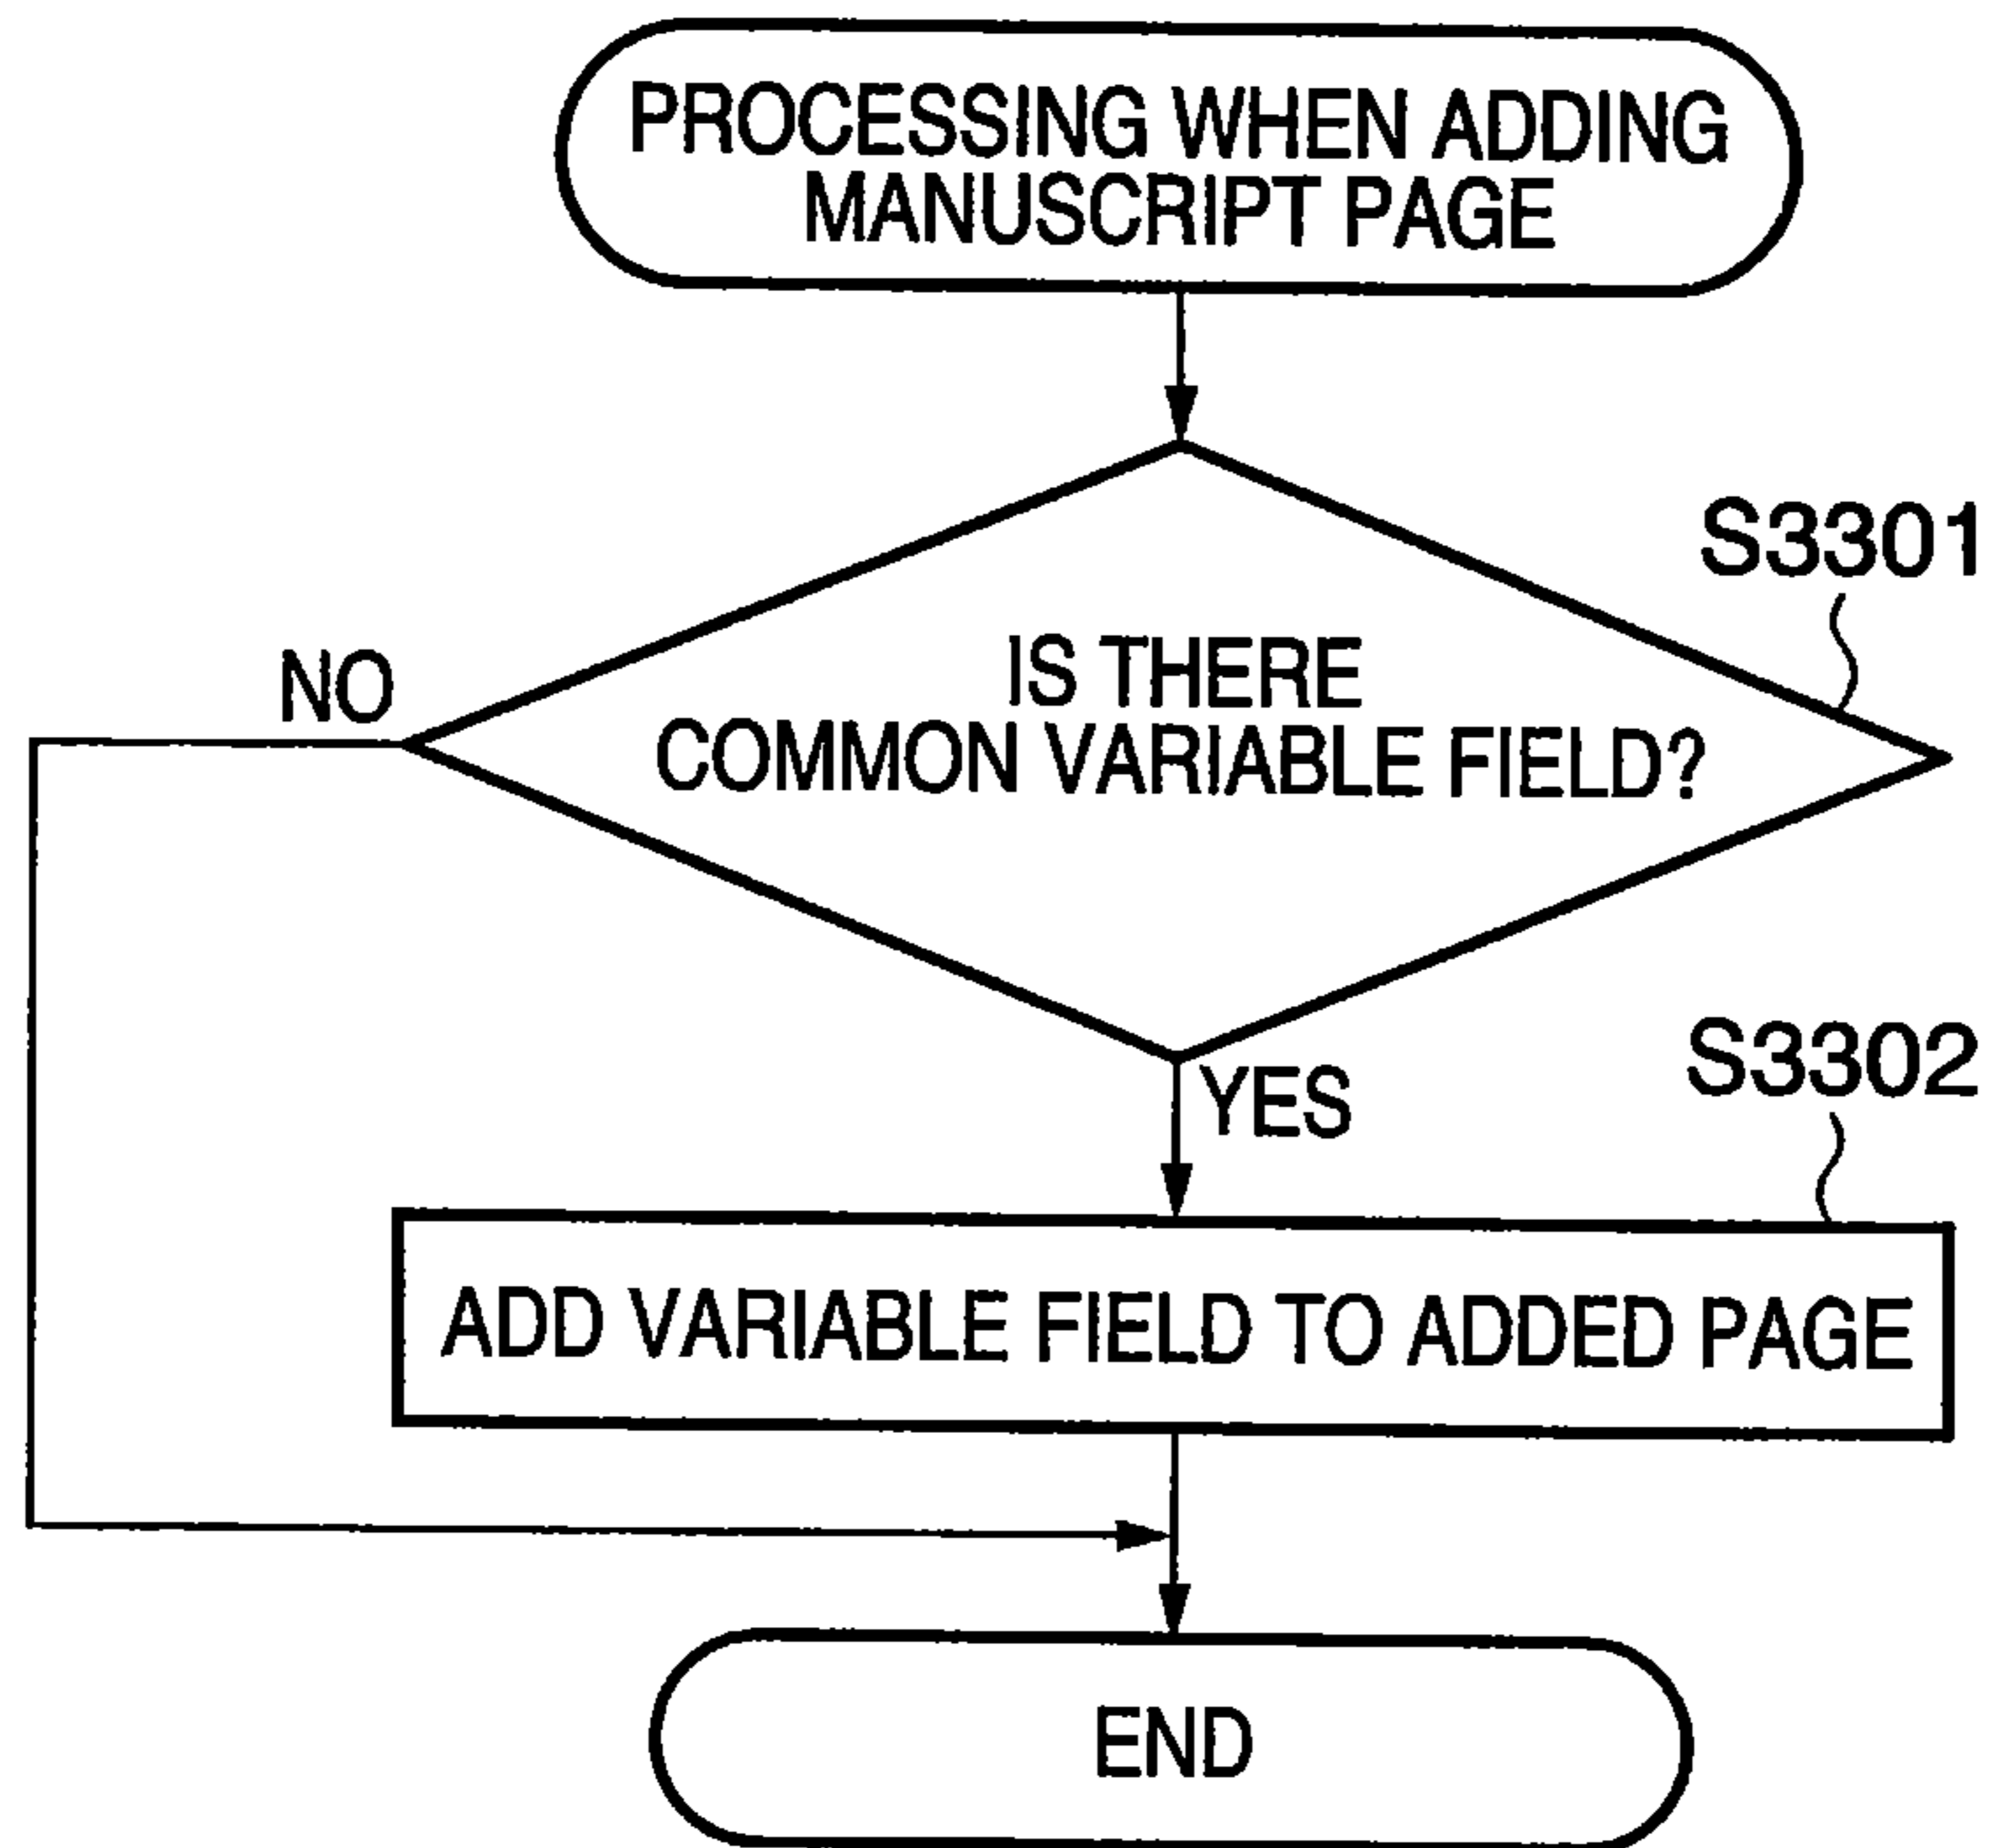 PROCESSING WHEN ADDING
MANUSCRIPT PAGE
S3301
NO
IS THERE
COMMON VARIABLE FIELD?
YES
S3302
ADD VARIABLE FIELD TO ADDED PAGE
END